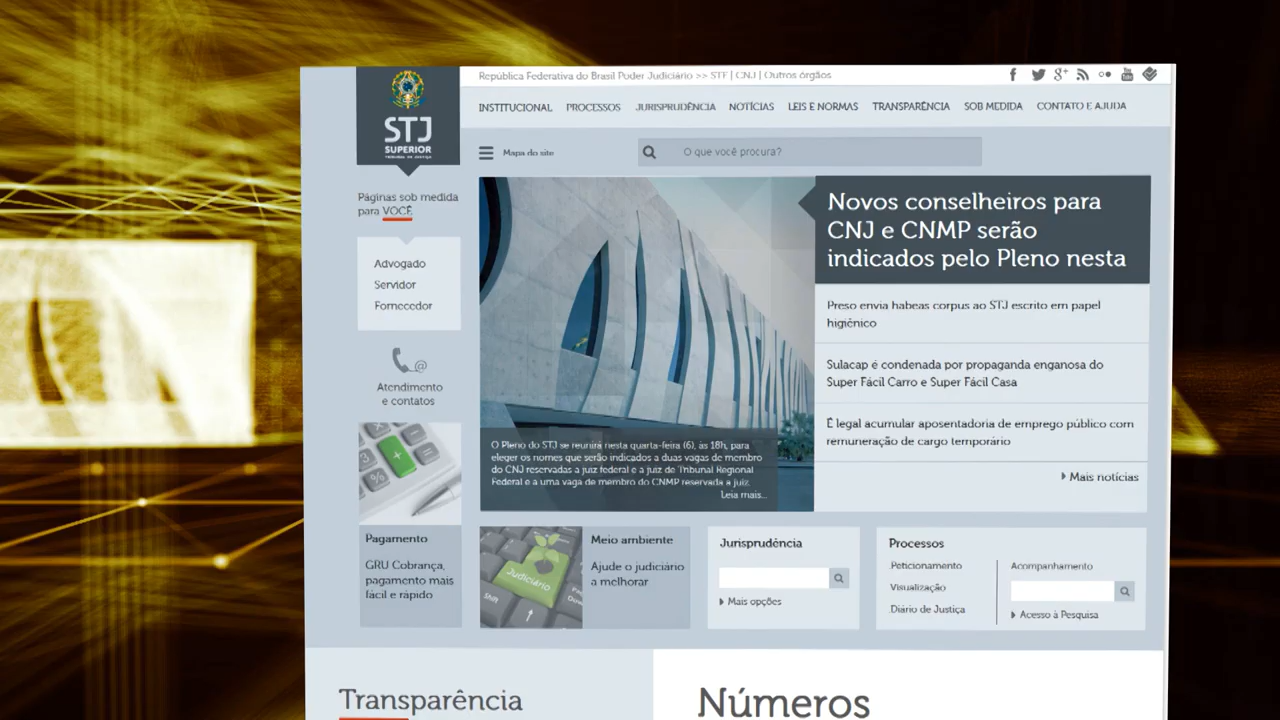 República Federativa do Brasil Poder Judiciário >> STF | CNJ | Outros órgãos
STJ
SUPERIOR
TRIBUNAL DE JUSTIÇA
INSTITUCIONAL PROCESSOS JURISPRUDÊNCIA NOTÍCIAS LEIS E NORMAS TRANSPARÊNCIA SOB MEDIDA CONTATO E AJUDA
Mapa do site
O que você procura?
Páginas sob medida
para VOCÊ
Advogado
Servidor
Fornecedor
Atendimento
e contatos
Novos conselheiros para
CNJ e CNMP serão
indicados pelo Pleno nesta
Preso envia habeas corpus ao STJ escrito em papel
higiênico
Sulacap é condenada por propaganda enganosa do
Super Fácil Carro e Super Fácil Casa
É legal acumular aposentadoria de emprego público com
remuneração de cargo temporário
Mais notícias
O Pleno do STJ se reunirá nesta quarta-feira (6), às 18h, para
eleger os nomes que serão indicados a duas vagas de membro
do CNJ reservadas a juiz federal e a juiz de Tribunal Regional
Federal e a uma vaga de membro do CNMP reservada a juiz
Leia mais...
Pagamento
GRU Cobrança,
pagamento mais
fácil e rápido
Judiciário
Shift
Meio ambiente
Ajude o judiciário
a melhorar
Jurisprudência
Mais opções
Processos
Peticionamento
Visualização
Diário de Justiça
Acompanhamento
Acesso à Pesquisa
Transparência
Números